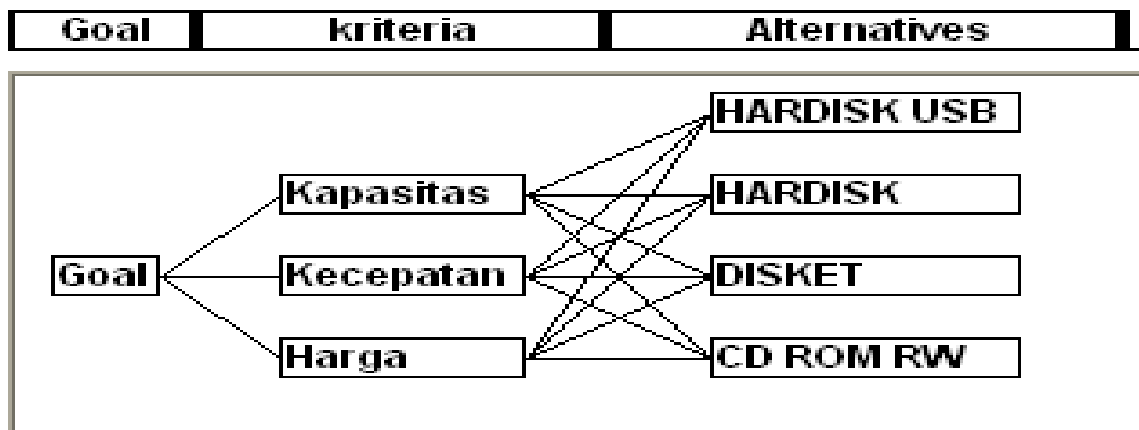 Goal
kriteria
Alternatives
HARDISK USB
Kapasitas
HARDISK
Goal
Kecepatan
DISKET
Harga
CD ROM RW